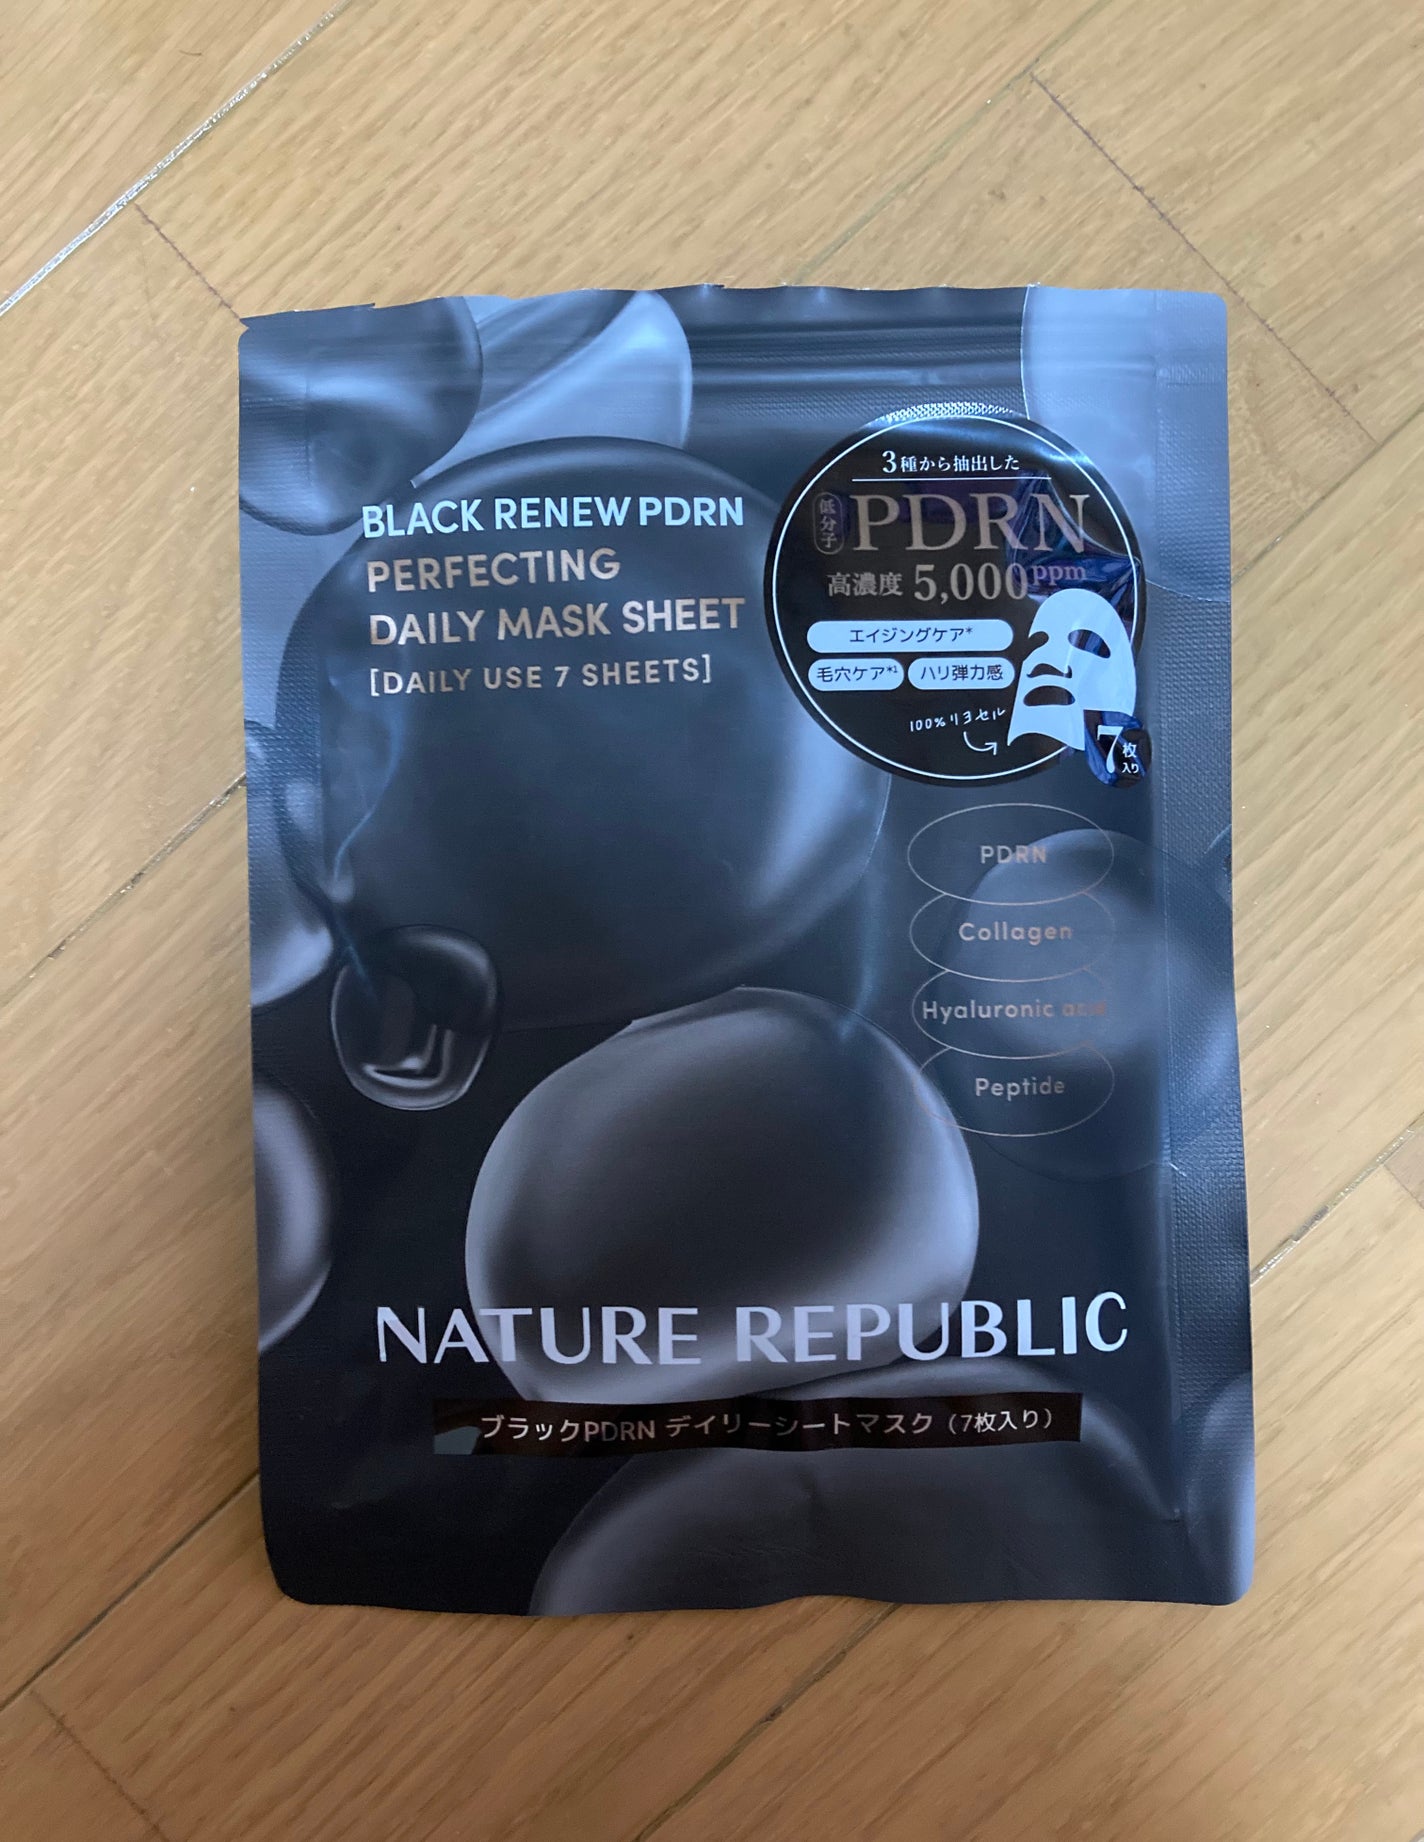 BLACK RENEW PDRN
PERFECTING
DAILY MASK SHEET
[DAILY USE 7 SHEETS]
3種から抽出した
低分子
PDRN
高濃度 5,000ppm
エイジングケア*
毛穴ケア*1 ハリ弾力感
100%リヨセル
7枚入り
PDRN
Collagen
Hyaluronic acid
Peptide
NATURE REPUBLIC
ブラックPDRN デイリーシートマスク（7枚入り）